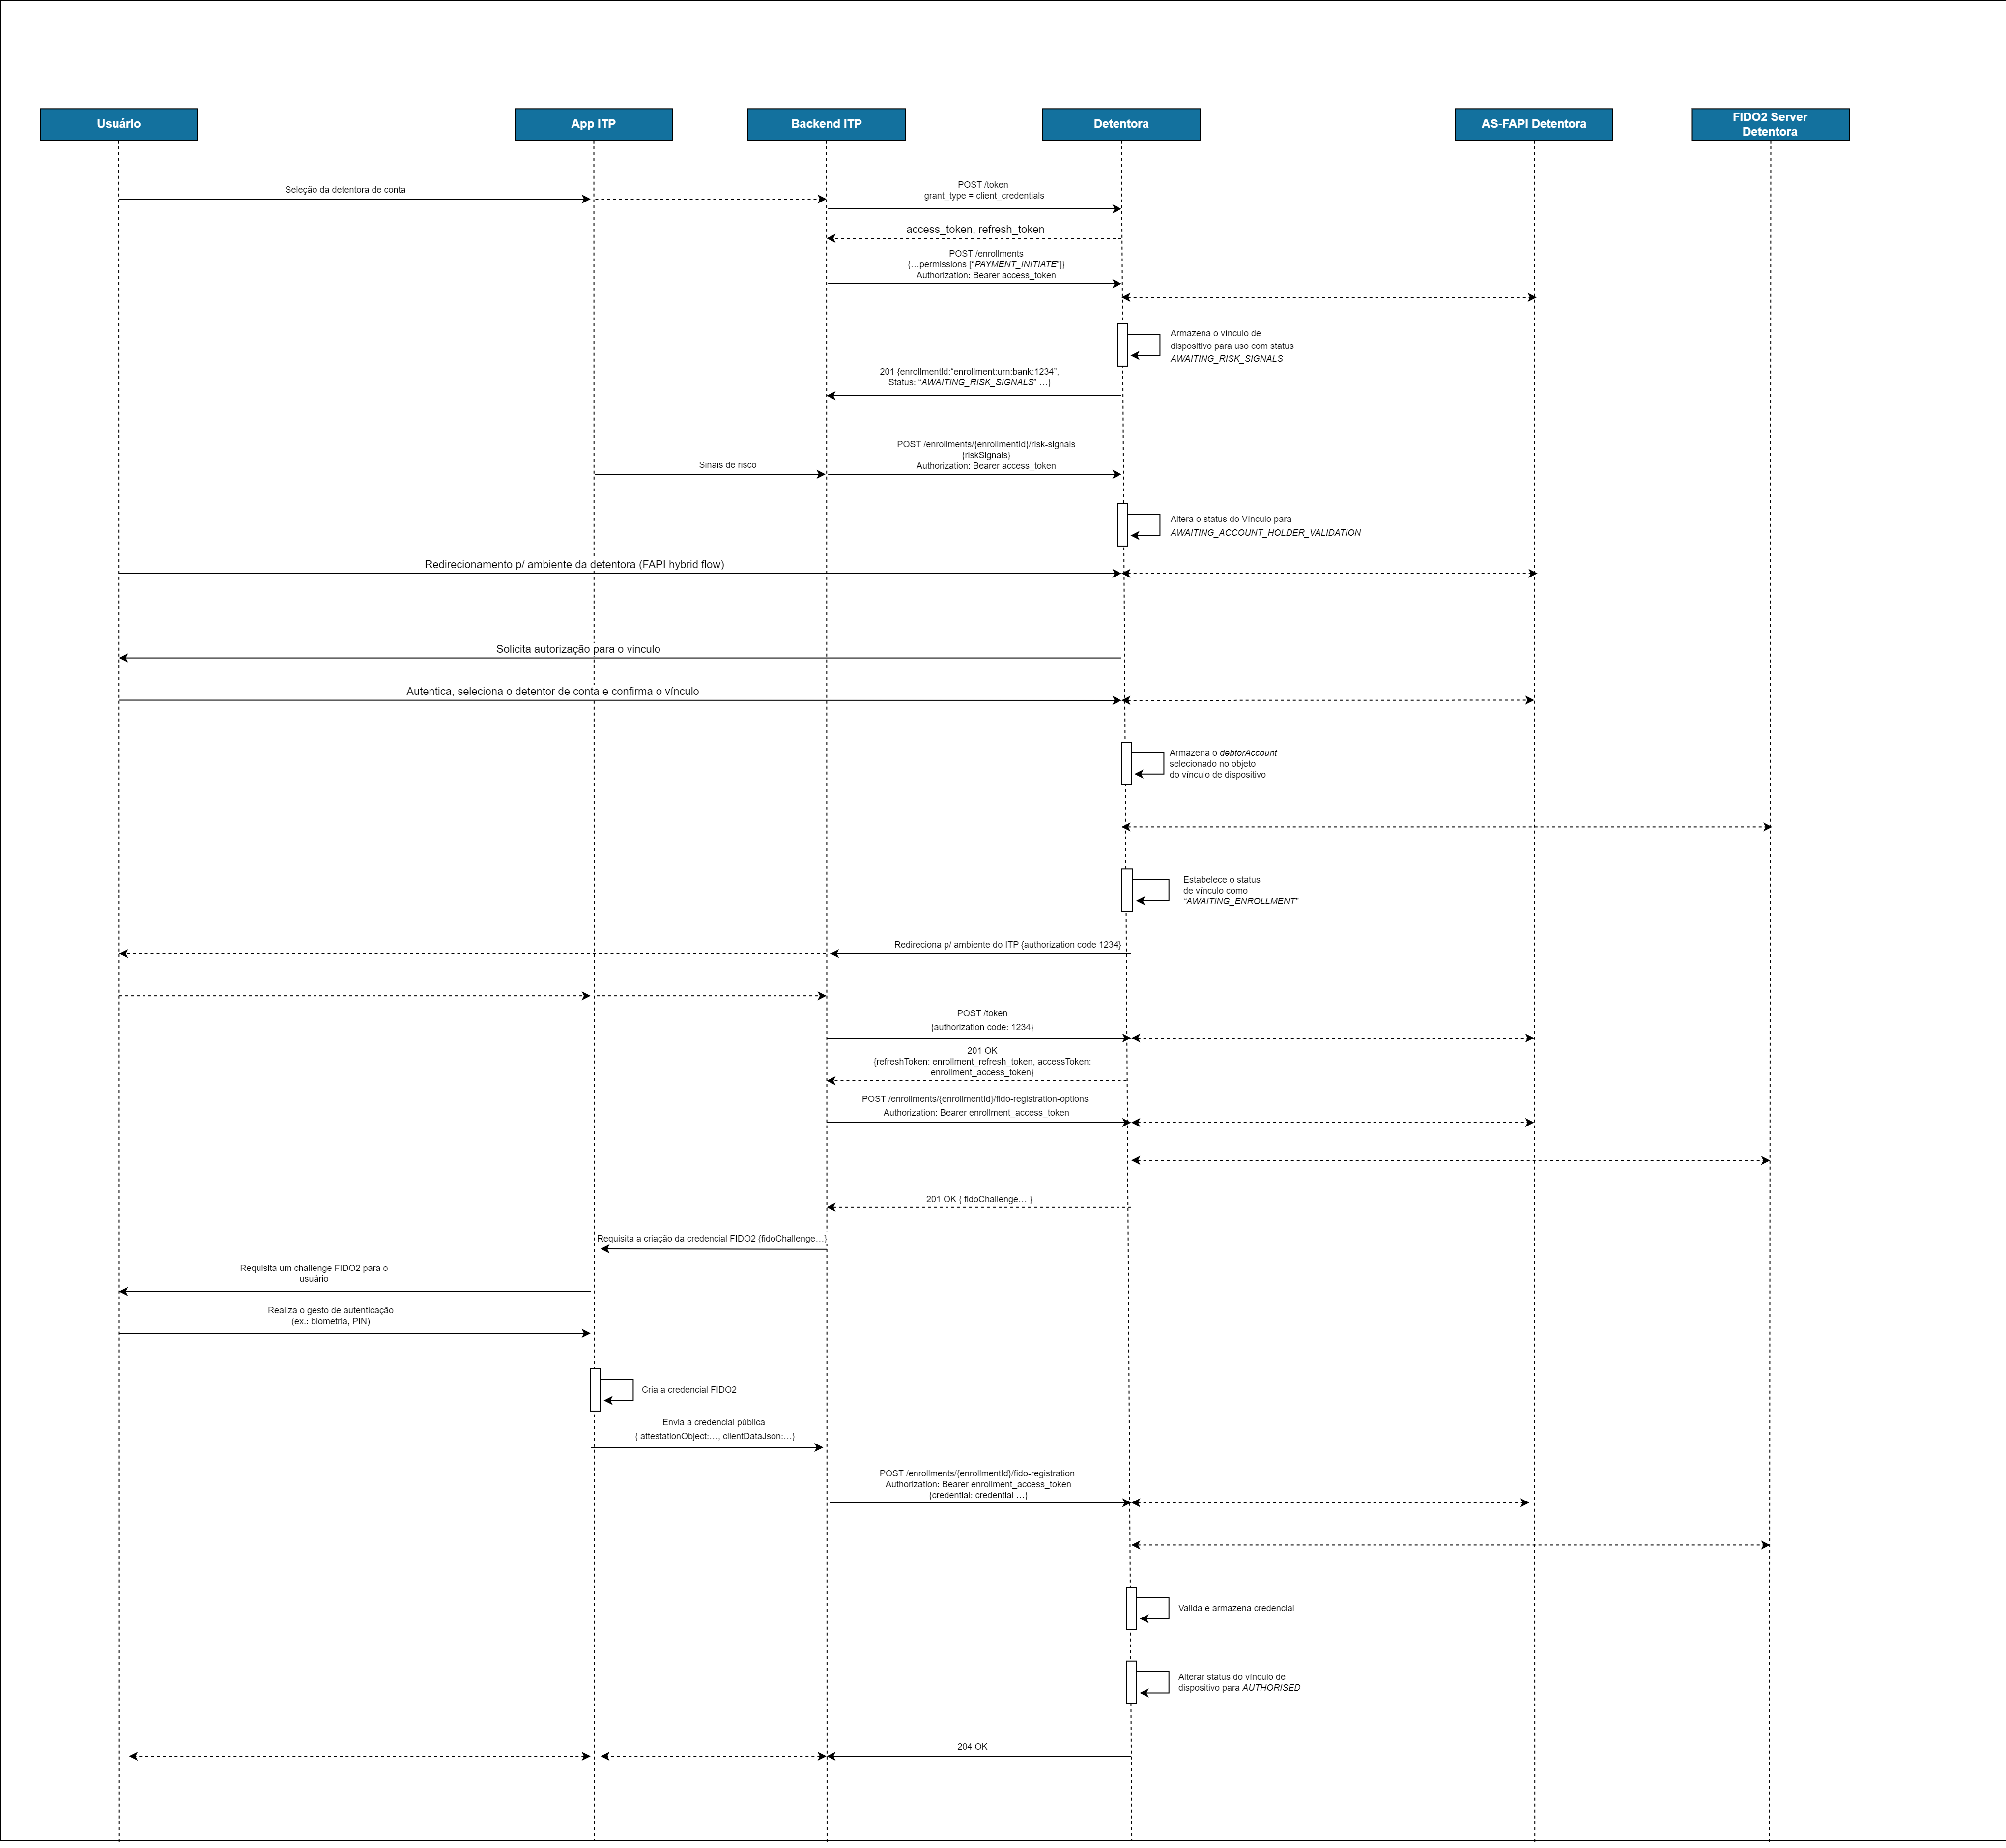 Usuário
App ITP
Backend ITP
Detentora
AS-FAPI Detentora
FIDO2 Server
Detentora
Seleção da detentora de conta
POST /token
grant_type = client_credentials
access_token, refresh_token
POST /enrollments
{…permissions [“PAYMENT_INITIATE”]}
Authorization: Bearer access_token
Armazena o vínculo de
dispositivo para uso com status
AWAITING_RISK_SIGNALS
201 {enrollmentId:“enrollment:urn:bank:1234”,
Status: “AWAITING_RISK_SIGNALS” …}
POST /enrollments/{enrollmentId}/risk-signals
{riskSignals}
Authorization: Bearer access_token
Sinais de risco
Altera o status do Vínculo para
AWAITING_ACCOUNT_HOLDER_VALIDATION
Redirecionamento p/ ambiente da detentora (FAPI hybrid flow)
Solicita autorização para o vinculo
Autentica, seleciona o detentor de conta e confirma o vínculo
Armazena o debtorAccount
selecionado no objeto
do vínculo de dispositivo
Estabelece o status
de vínculo como
“AWAITING_ENROLLMENT”
Redireciona p/ ambiente do ITP {authorization code 1234}
POST /token
{authorization code: 1234}
201 OK
{refreshToken: enrollment_refresh_token, accessToken:
enrollment_access_token}
POST /enrollments/{enrollmentId}/fido-registration-options
Authorization: Bearer enrollment_access_token
201 OK { fidoChallenge… }
Requisita a criação da credencial FIDO2 {fidoChallenge…}
Requisita um challenge FIDO2 para o
usuário
Realiza o gesto de autenticação
(ex.: biometria, PIN)
Cria a credencial FIDO2
Envia a credencial pública
{ attestationObject:…, clientDataJson:…}
POST /enrollments/{enrollmentId}/fido-registration
Authorization: Bearer enrollment_access_token
{credential: credential …}
Valida e armazena credencial
Alterar status do vínculo de
dispositivo para AUTHORISED
204 OK